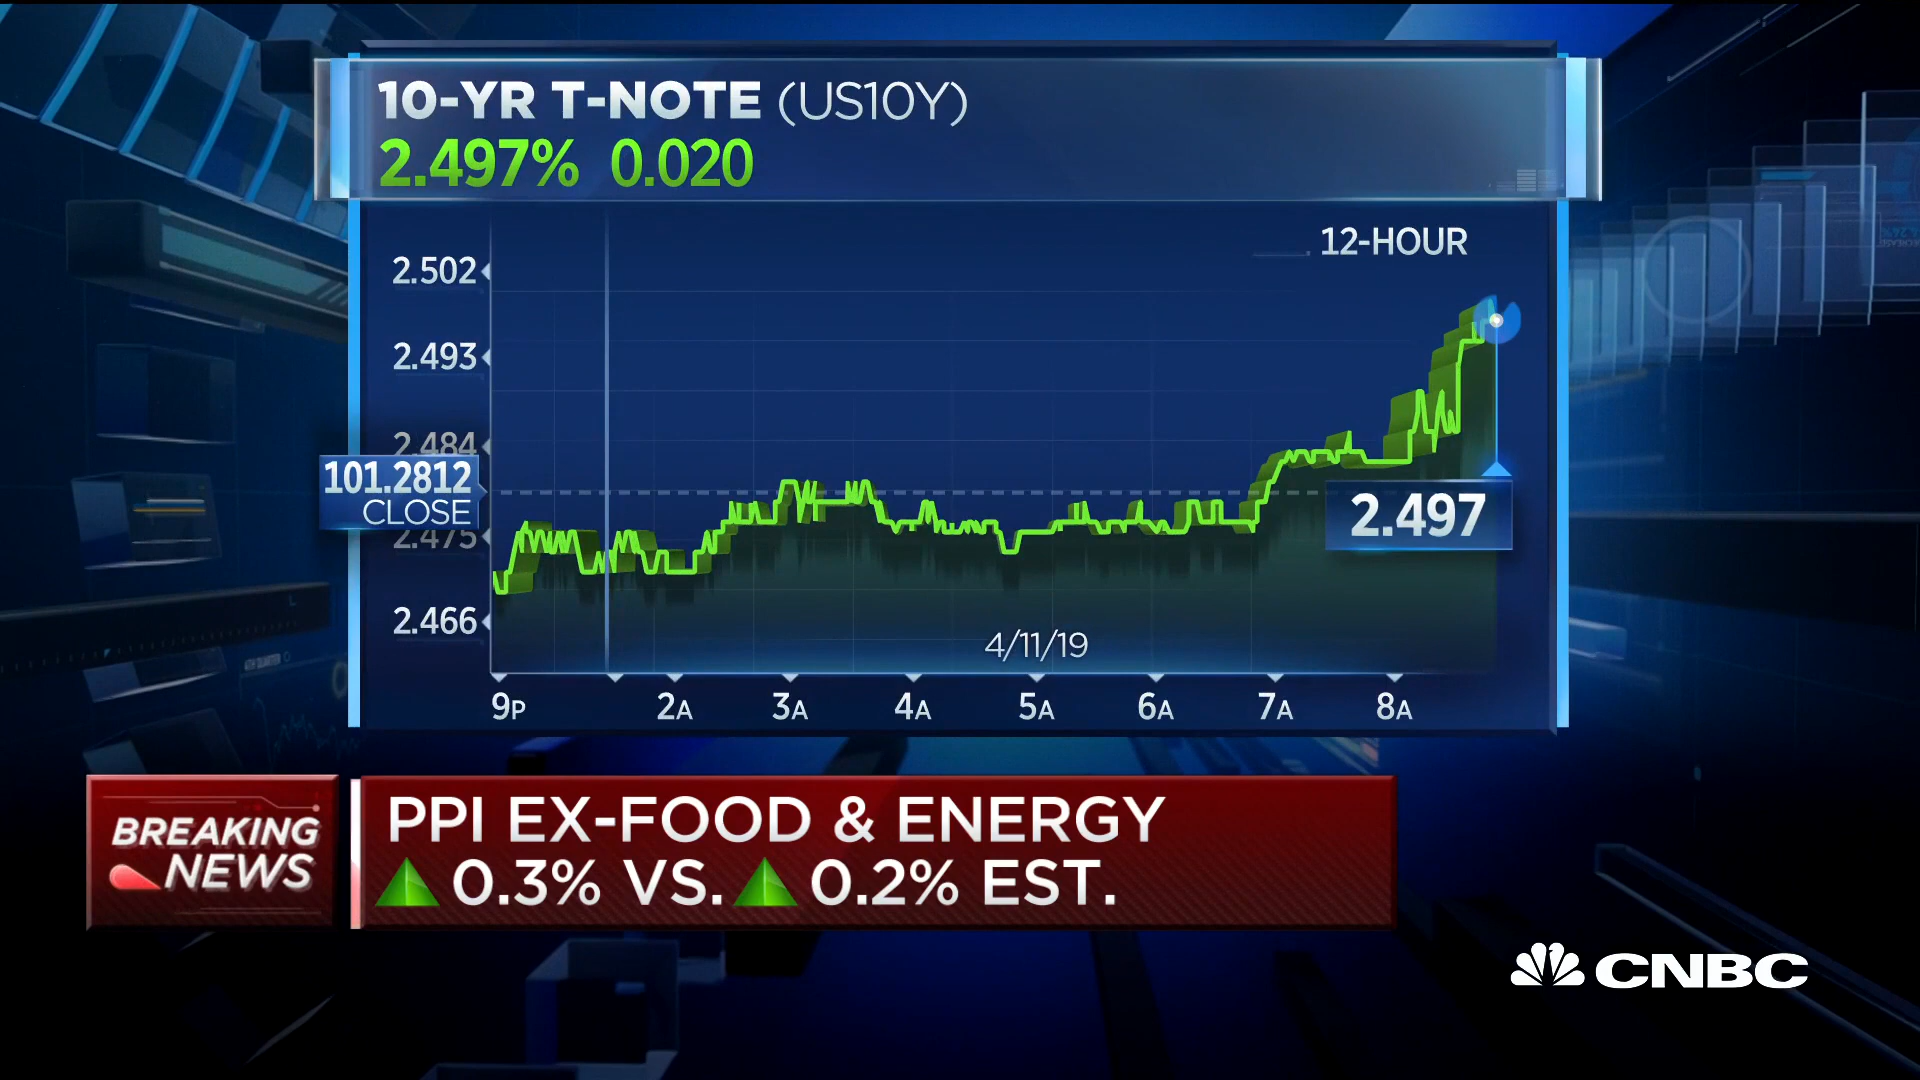 10-YR T-NOTE (US10Y)
2.497% 0.020
12-HOUR
2.502
2.493
2.484
101.2812
CLOSE
2.475
2.466
2.497
4/11/19
9P 2A 3A 4A 5A 6A 7A 8A
4TH QUARTER
BREAKING
NEWS
PPI EX-FOOD & ENERGY
0.3% VS. 0.2% EST.
CNBC